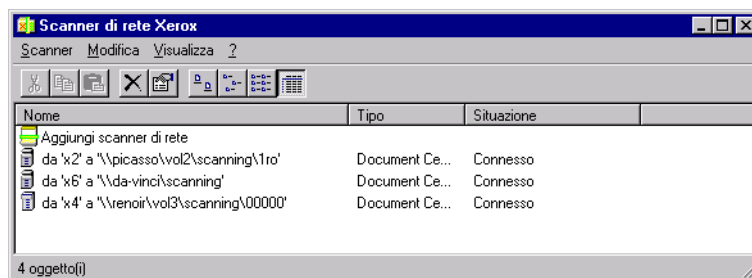 Scanner di rete Xerox
Scanner Modifica Visualizza ?
Nome Tipo Situazione
Aggiungi scanner di rete
da 'x2' a '\\picasso\vol2\scanning\1ro' Document Ce... Connesso
da 'x6' a '\\da-vinci\scanning' Document Ce... Connesso
da 'x4' a '\\renoir\vol3\scanning\00000' Document Ce... Connesso
4 oggetto(i)